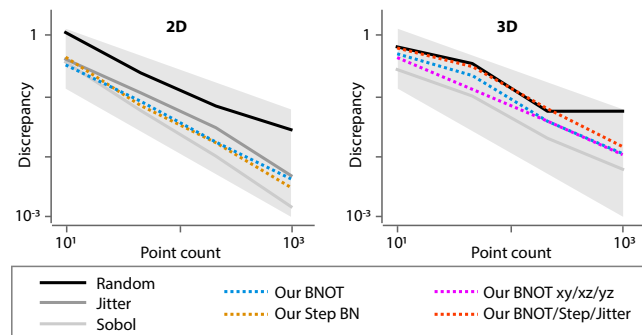 2D
3D
1
Discrepancy
10⁻³
10¹
Point count
10³
1
Discrepancy
10⁻³
10¹
Point count
10³
Random
Jitter
Sobol
Our BNOT
Our Step BN
Our BNOT xy/xz/yz
Our BNOT/Step/Jitter